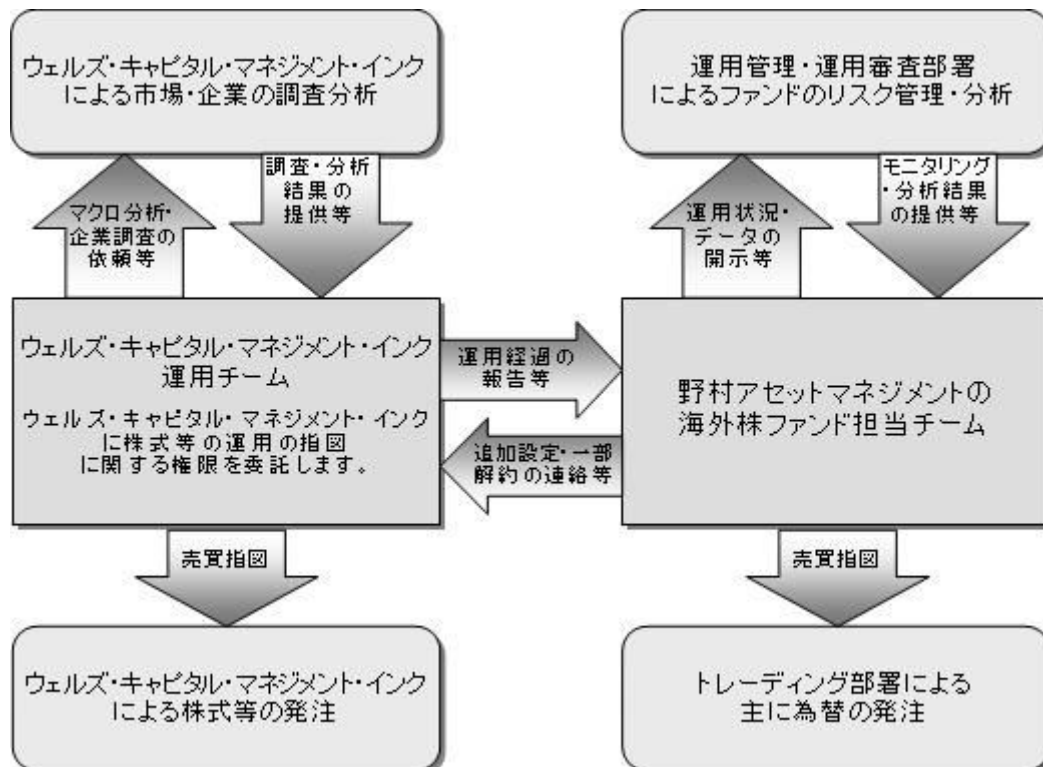 ウェルズ・キャピタル・マネジメント・インク
による市場・企業の調査分析
運用管理・運用審査部署
によるファンドのリスク管理・分析
マクロ分析・
企業調査の
依頼等
調査・分析
結果の
提供等
運用状況・
データの
開示等
モニタリング
・分析結果
の提供等
ウェルズ・キャピタル・マネジメント・インク
運用チーム
ウェルズ・キャピタル・マネジメント・インク
に株式等の運用の指図
に関する権限を委託します。
運用経過の
報告等
追加設定・一部
解約の連絡等
野村アセットマネジメントの
海外株ファンド担当チーム
売買指図
売買指図
ウェルズ・キャピタル・マネジメント・インク
による株式等の発注
トレーディング部署による
主に為替の発注